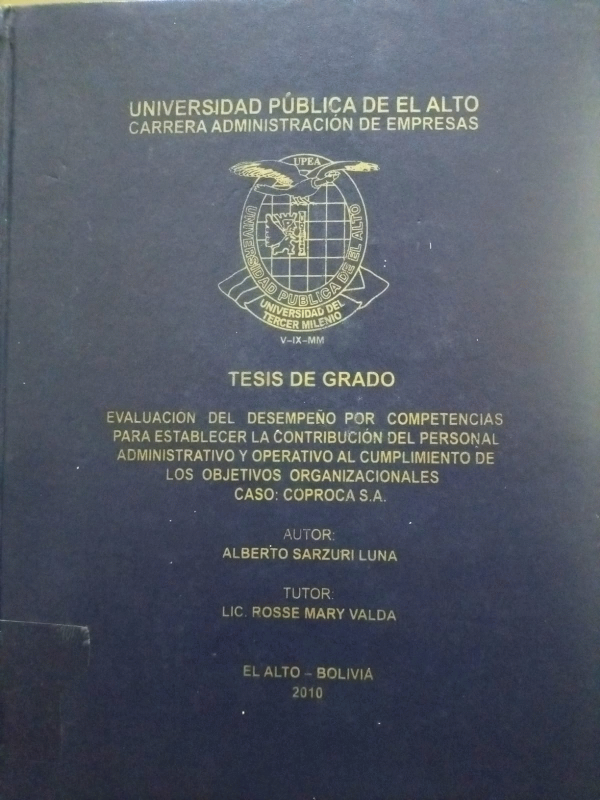 UNIVERSIDAD PÚBLICA DE EL ALTO
CARRERA ADMINISTRACIÓN DE EMPRESAS
UPEA
UNIVERSIDAD PUBLICA DE EL ALTO
UNIVERSIDAD DEL
TERCER MILENIO
V-IX-MM
TESIS DE GRADO
EVALUACIÓN DEL DESEMPEÑO POR COMPETENCIAS
PARA ESTABLECER LA CONTRIBUCIÓN DEL PERSONAL
ADMINISTRATIVO Y OPERATIVO AL CUMPLIMIENTO DE
LOS OBJETIVOS ORGANIZACIONALES
CASO: COPROCA S.A.
AUTOR:
ALBERTO SARZURI LUNA
TUTOR:
LIC. ROSSE MARY VALDA
EL ALTO – BOLIVIA
2010